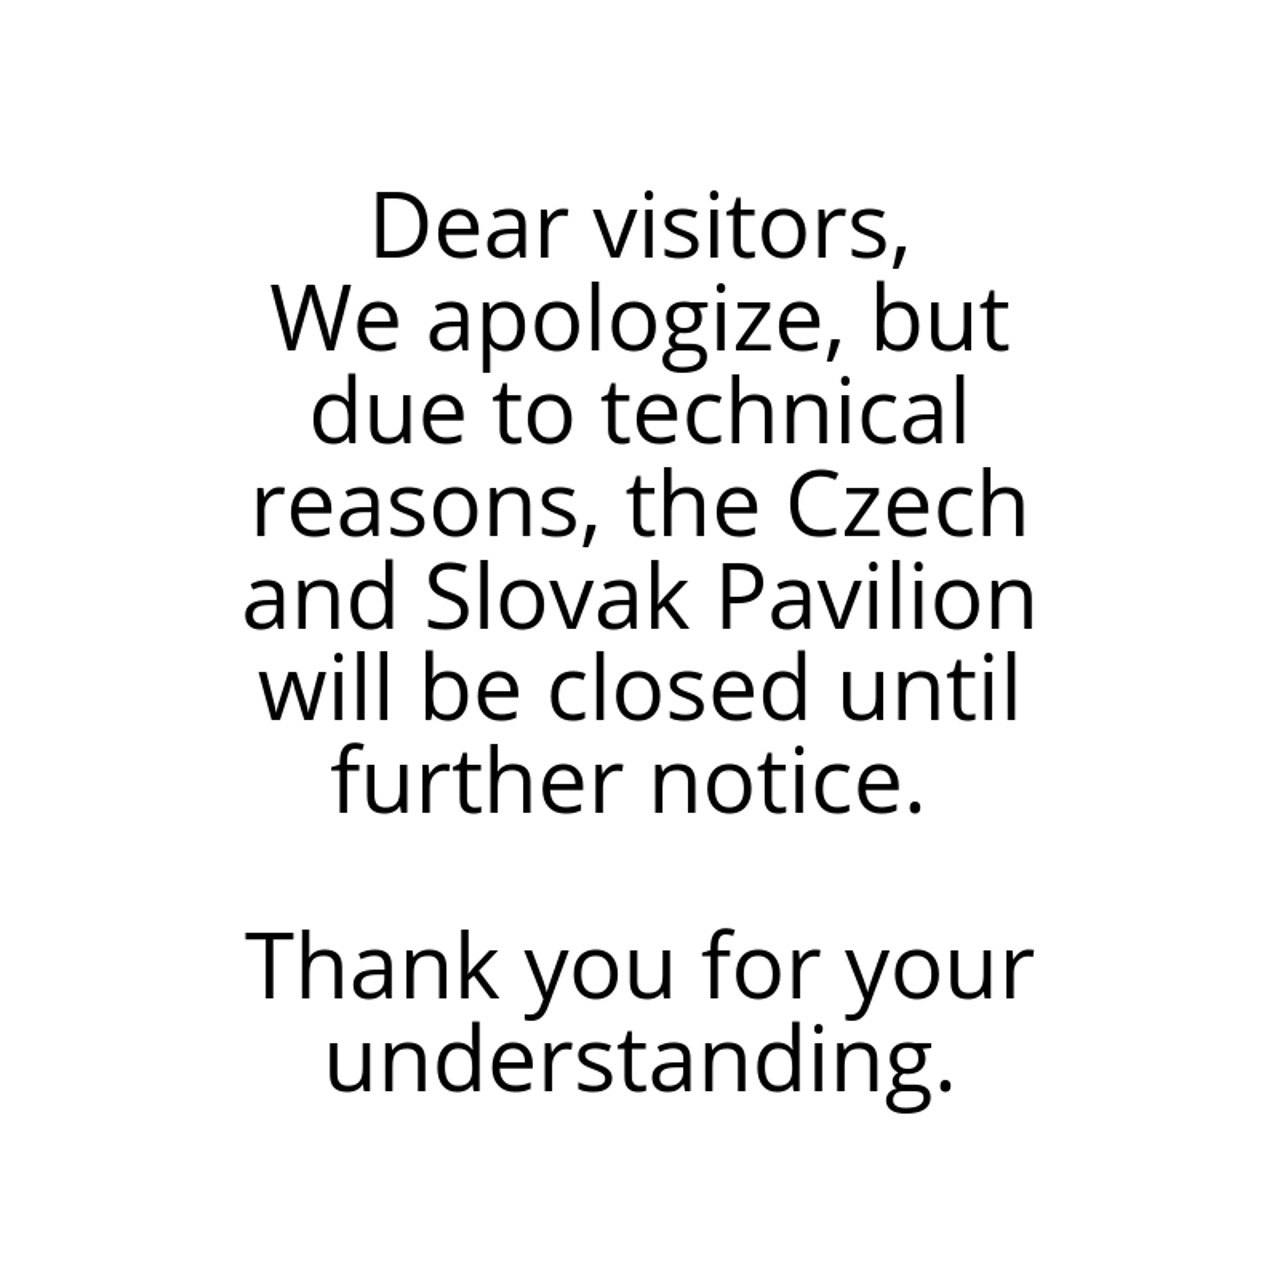 Dear visitors,
We apologize, but
due to technical
reasons, the Czech
and Slovak Pavilion
will be closed until
further notice.
Thank you for your
understanding.